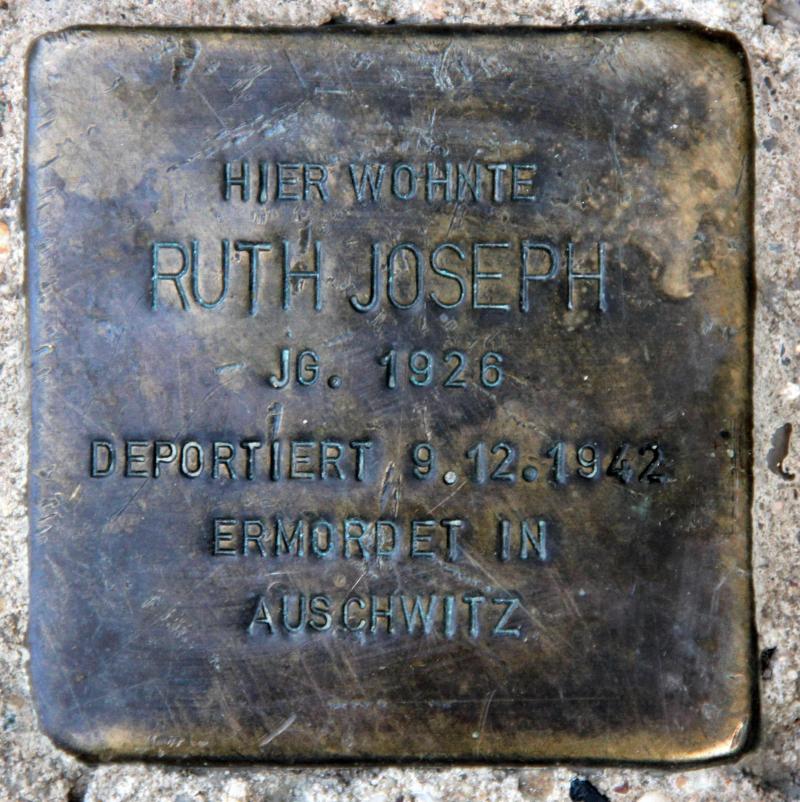 HIER WOHNTE
RUTH JOSEPH
JG. 1926
DEPORTIERT 9.12.1942
ERMORDET IN
AUSCHWITZ